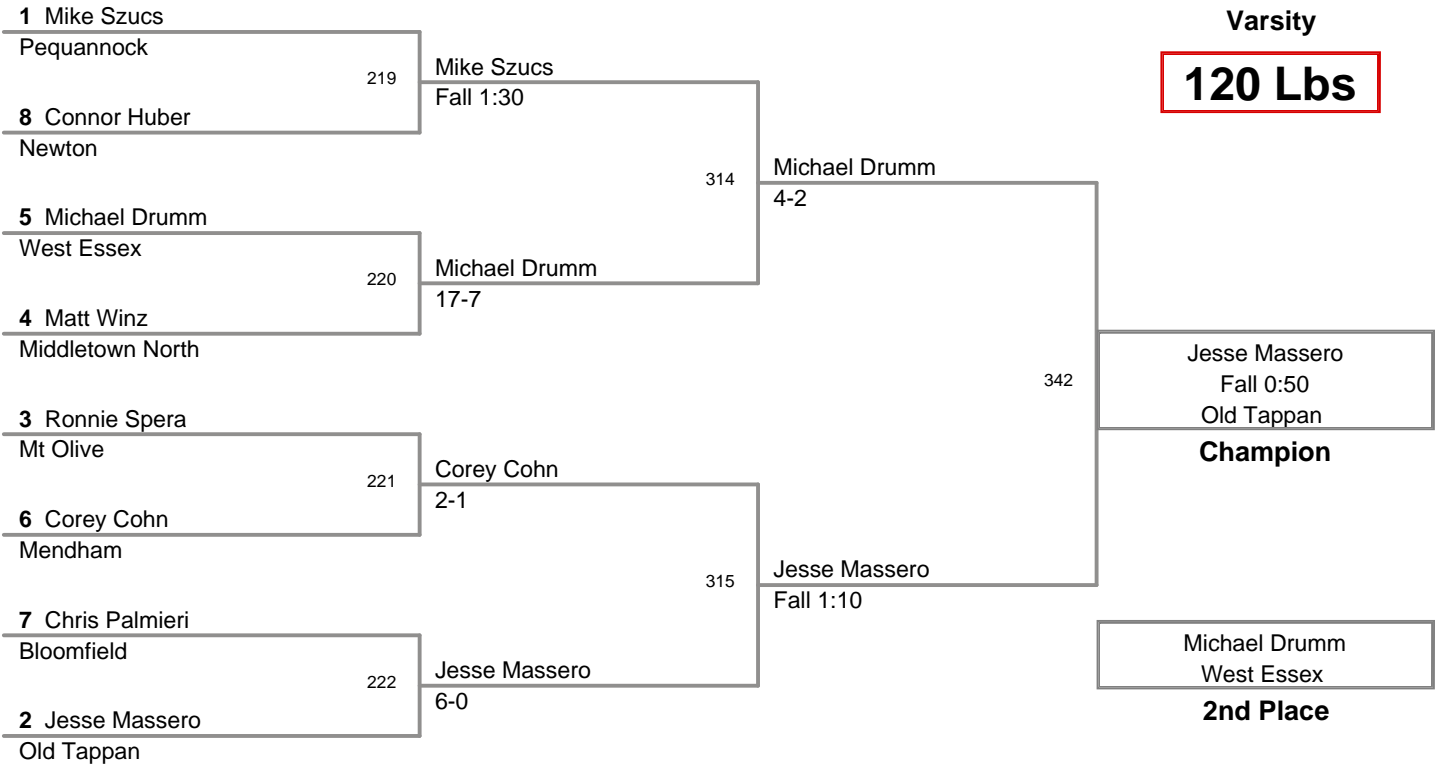 1 Mike Szucs
Pequannock
219
8 Connor Huber
Newton
Mike Szucs
Fall 1:30
5 Michael Drumm
West Essex
220
4 Matt Winz
Middletown North
Michael Drumm
17-7
314
Michael Drumm
4-2
3 Ronnie Spera
Mt Olive
221
6 Corey Cohn
Mendham
Corey Cohn
2-1
7 Chris Palmieri
Bloomfield
222
2 Jesse Massero
Old Tappan
Jesse Massero
6-0
315
Jesse Massero
Fall 1:10
342
Varsity
120 Lbs
Jesse Massero
Fall 0:50
Old Tappan
Champion
Michael Drumm
West Essex
2nd Place